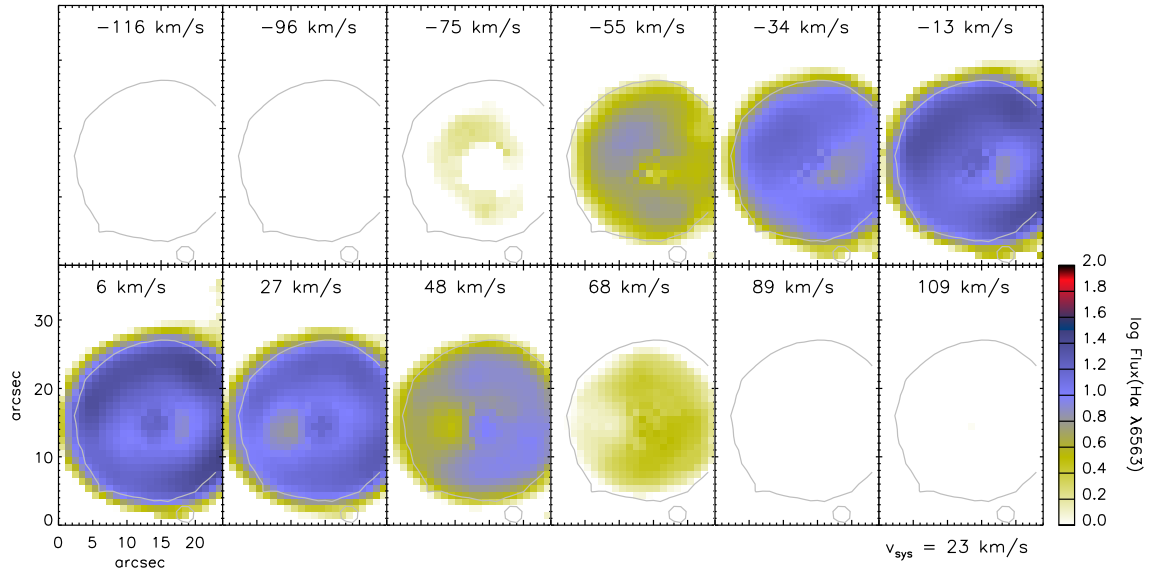 −116 km/s −96 km/s −75 km/s −55 km/s −34 km/s −13 km/s
6 km/s 27 km/s 48 km/s 68 km/s 89 km/s 109 km/s
30
20
10
0
arcsec
0 5 10 15 20
arcsec
v_sys = 23 km/s
2.0
1.8
1.6
1.4
1.2
1.0
0.8
0.6
0.4
0.2
0.0
log Flux(Hα λ6563)